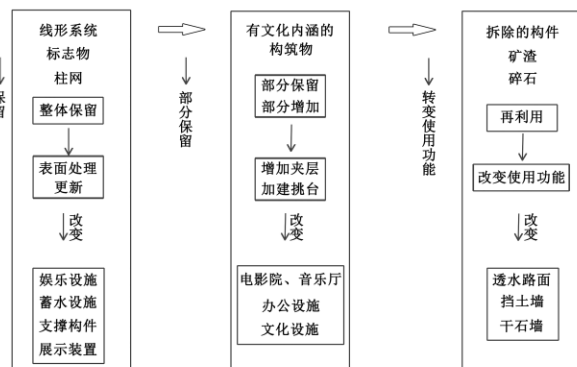 保留
线形系统
标志物
柱网
整体保留
表面处理
更新
改变
娱乐设施
蓄水设施
支撑构件
展示装置
部分保留
有文化内涵的
构筑物
部分保留
部分增加
增加夹层
加建挑台
改变
电影院、音乐厅
办公设施
文化设施
转变使用功能
拆除的构件
矿渣
碎石
再利用
改变使用功能
改变
透水路面
挡土墙
干石墙